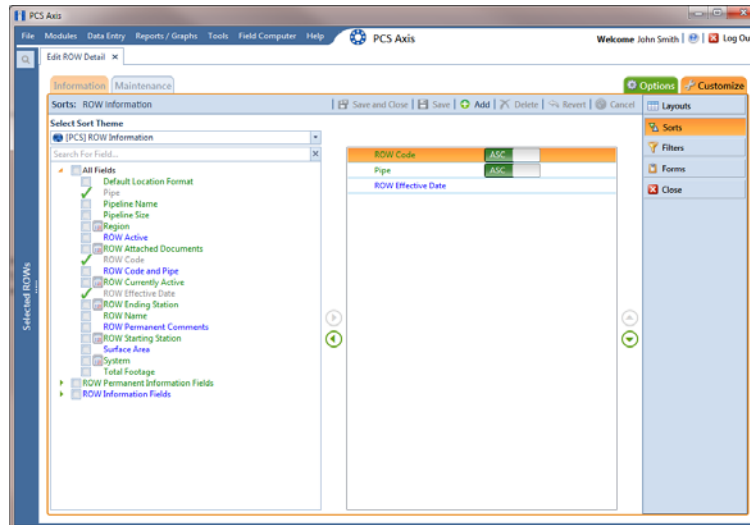 PCS Axis
File Modules Data Entry Reports / Graphs Tools Field Computer Help PCS Axis Welcome John Smith | | Log Ou
Edit ROW Detail ×
Information Maintenance Options Customize
Sorts: ROW Information | Save and Close | Save | Add | Delete | Revert | Cancel
Layouts
Select Sort Theme
[PCS] ROW Information
Sorts
Search For Field...
Filters
Forms
Close
ROW Code ASC
Pipe ASC
ROW Effective Date
All Fields
Default Location Format
Pipe
Pipeline Name
Pipeline Size
Region
ROW Active
ROW Attached Documents
ROW Code
ROW Code and Pipe
ROW Currently Active
ROW Effective Date
ROW Ending Station
ROW Name
ROW Permanent Comments
ROW Starting Station
Surface Area
System
Total Footage
ROW Permanent Information Fields
ROW Information Fields
Selected ROWs